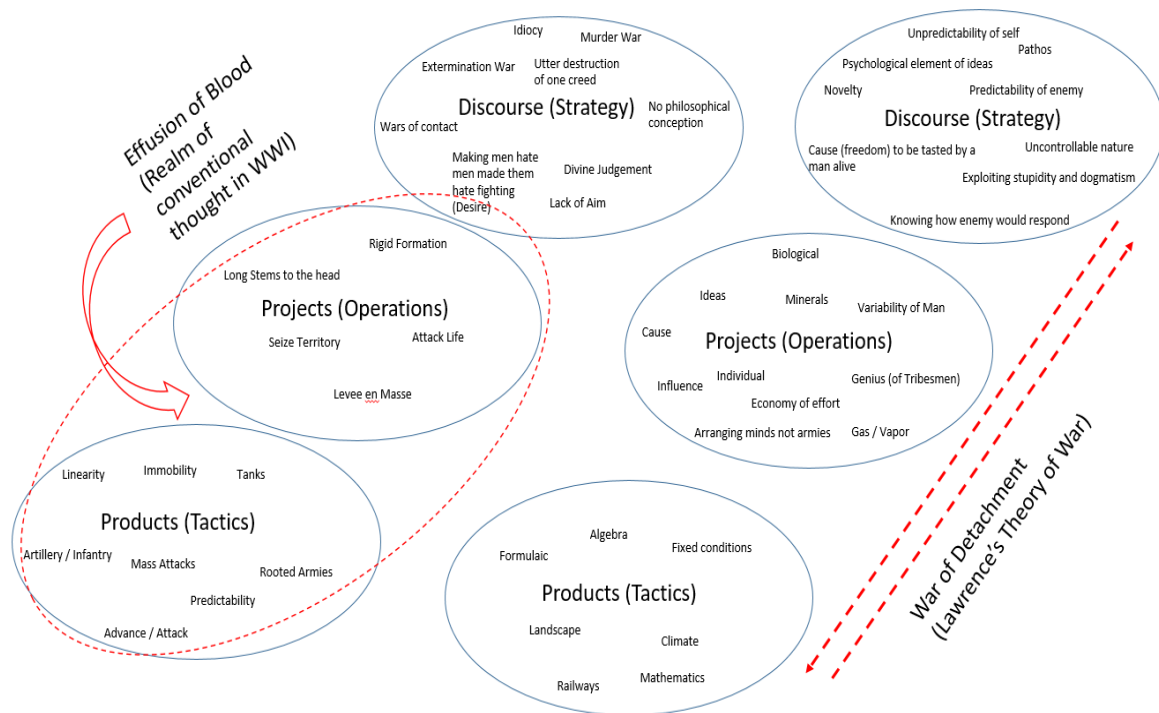 Effusion of Blood
(Realm of
conventional
thought in WWI)
Idiocy
Murder War
Extermination War
Utter destruction
of one creed
Discourse (Strategy)
No philosophical
conception
Wars of contact
Making men hate
men made them
hate fighting
(Desire)
Divine Judgement
Lack of Aim
Unpredictability of self
Pathos
Psychological element of ideas
Novelty
Predictability of enemy
Discourse (Strategy)
Cause (freedom) to be tasted by a
man alive
Uncontrollable nature
Exploiting stupidity and dogmatism
Knowing how enemy would respond
Rigid Formation
Long Stems to the head
Projects (Operations)
Seize Territory
Attack Life
Levee en Masse
Biological
Ideas
Minerals
Variability of Man
Cause
Projects (Operations)
Influence
Individual
Genius (of Tribesmen)
Economy of effort
Arranging minds not armies
Gas / Vapor
Linearity
Immobility
Tanks
Products (Tactics)
Artillery / Infantry
Mass Attacks
Rooted Armies
Predictability
Advance / Attack
Algebra
Formulaic
Fixed conditions
Products (Tactics)
Landscape
Climate
Railways
Mathematics
War of Detachment
(Lawrence's Theory of War)